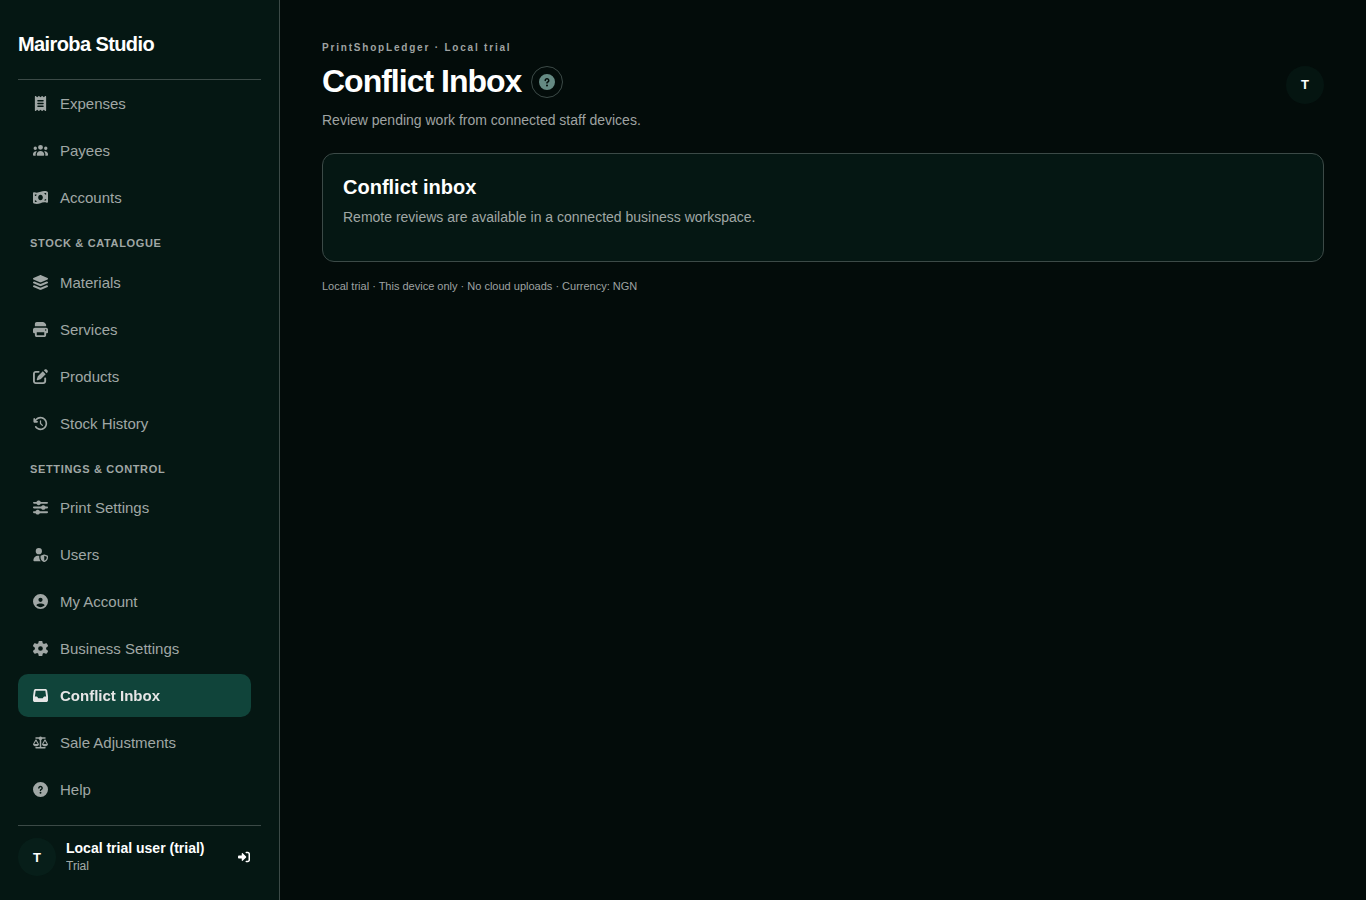 Mairoba Studio
Expenses
Payees
Accounts
STOCK & CATALOGUE
Materials
Services
Products
Stock History
SETTINGS & CONTROL
Print Settings
Users
My Account
Business Settings
Conflict Inbox
Sale Adjustments
Help
T
Local trial user (trial)
Trial
PrintShopLedger · Local trial
Conflict Inbox
T
Review pending work from connected staff devices.
Conflict inbox
Remote reviews are available in a connected business workspace.
Local trial · This device only · No cloud uploads · Currency: NGN